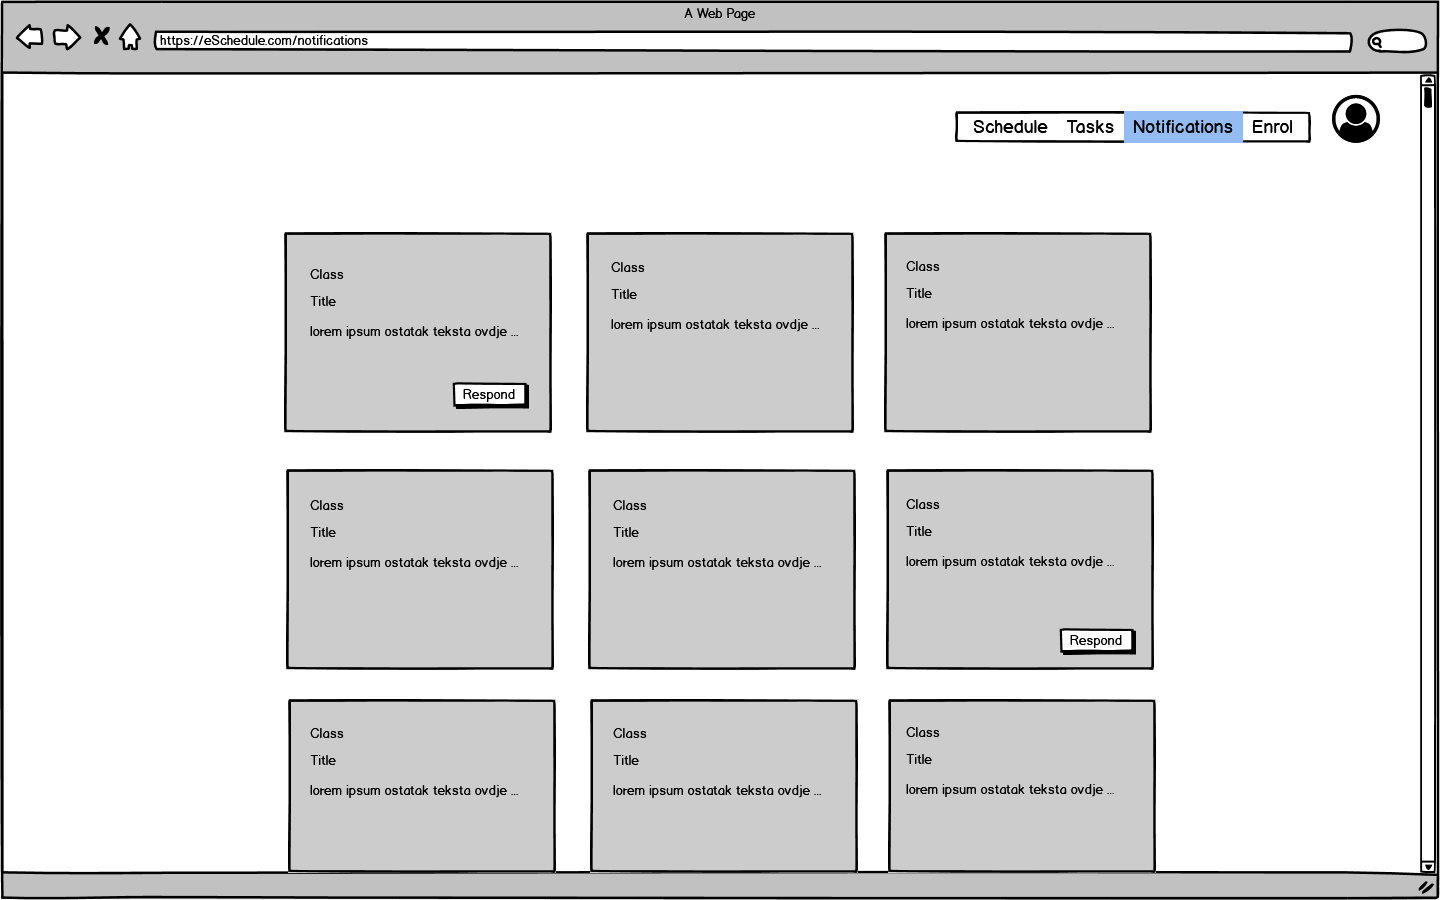 A Web Page
https://eSchedule.com/notifications
Schedule Tasks Notifications Enrol
Class
Title
lorem ipsum ostatak teksta ovdje ...
Respond
Class
Title
lorem ipsum ostatak teksta ovdje ...
Class
Title
lorem ipsum ostatak teksta ovdje ...
Class
Title
lorem ipsum ostatak teksta ovdje ...
Class
Title
lorem ipsum ostatak teksta ovdje ...
Class
Title
lorem ipsum ostatak teksta ovdje ...
Respond
Class
Title
lorem ipsum ostatak teksta ovdje ...
Class
Title
lorem ipsum ostatak teksta ovdje ...
Class
Title
lorem ipsum ostatak teksta ovdje ...